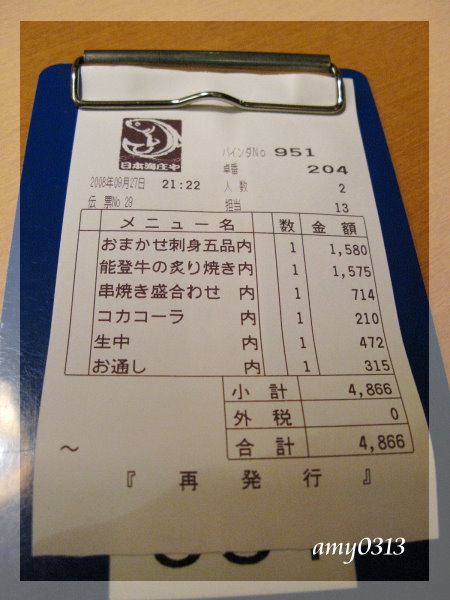 日本海庄や
バインダNo 951
卓番 204
2008年09月27日 21:22 人数 2
伝票No 29 担当 13
メニュー名 数 金額
おまかせ刺身五品内 1 1,580
能登牛の炙り焼き内 1 1,575
串焼き盛合わせ 内 1 714
コカコーラ 内 1 210
生中 内 1 472
お通し 内 1 315
小計 4,866
外税 0
合計 4,866
～
『 再 発 行 』
amy0313